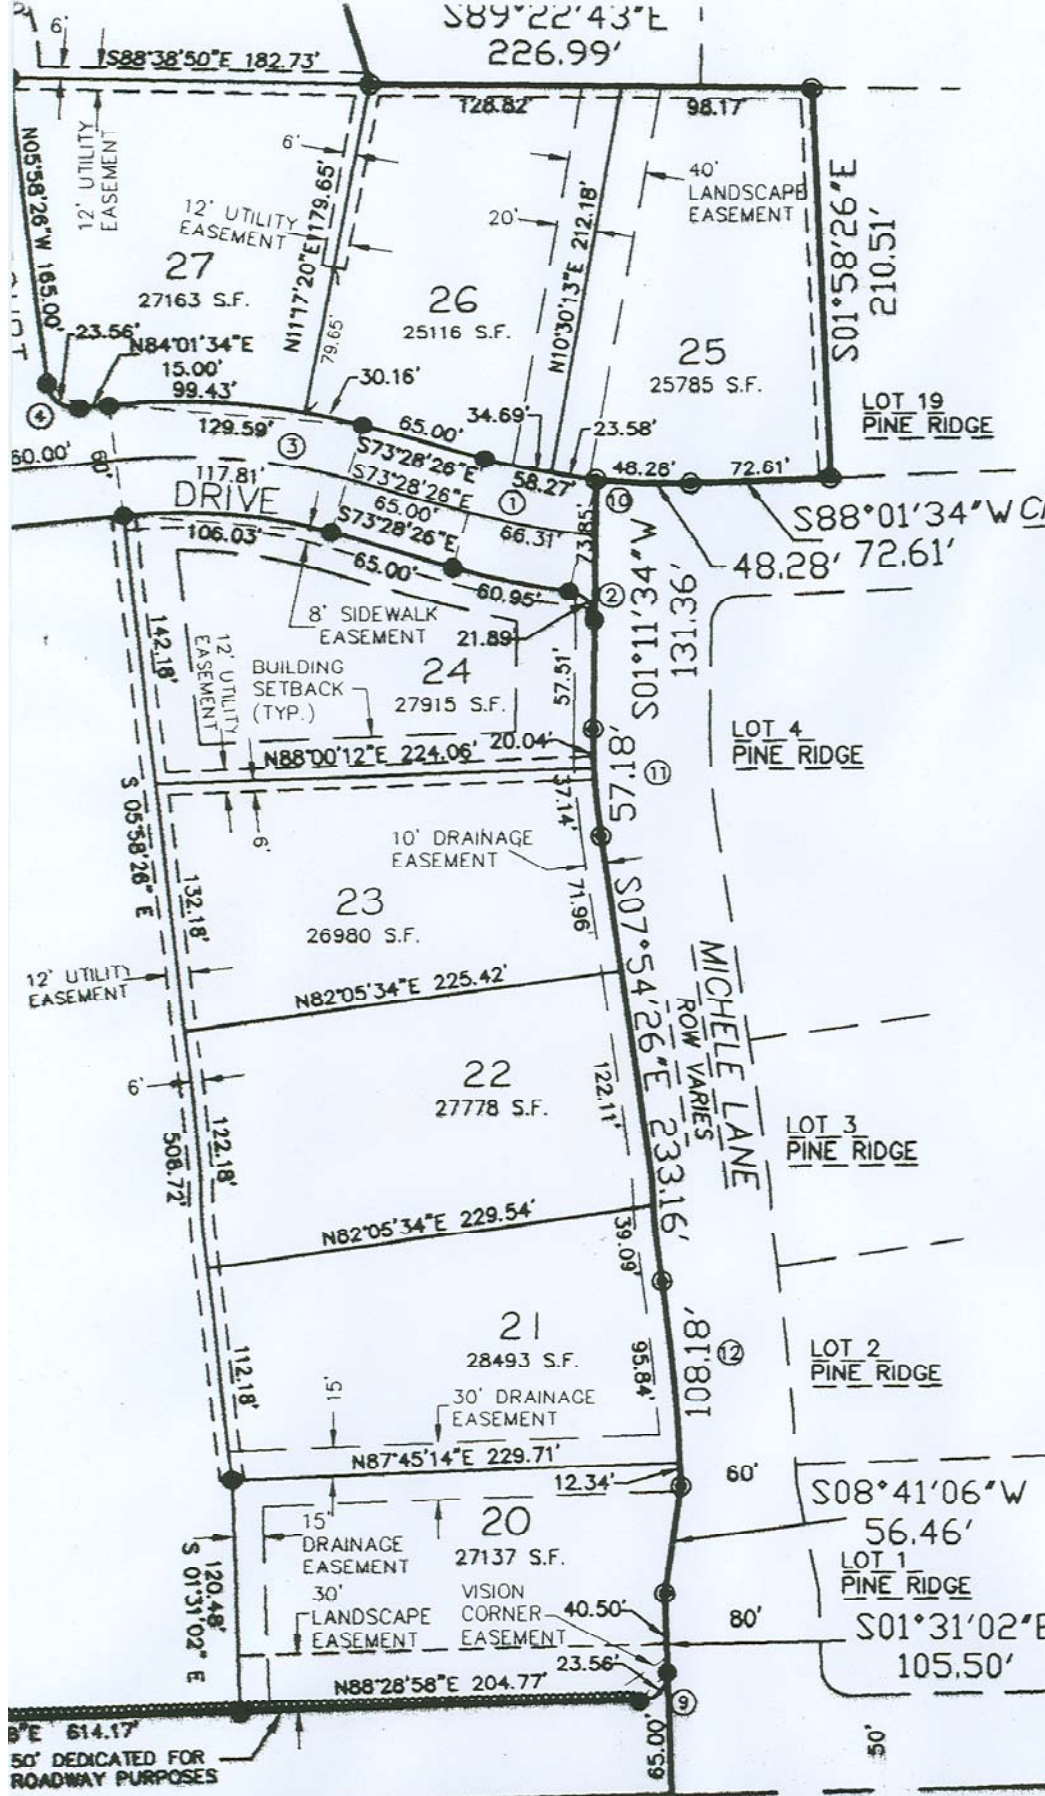 S89°22'43"E
226.99'
6'
S88°38'50"E 182.73'
128.82'
98.17'
N05°58'26"W 165.00'
12' UTILITY
EASEMENT
6'
12' UTILITY
EASEMENT
N11°17'20"E 179.65'
79.65'
40'
LANDSCAPE
EASEMENT
20'
N10°30'13"E 212.18'
S01°58'26"E
210.51'
27
27163 S.F.
26
25116 S.F.
25
25785 S.F.
23.56'
N84°01'34"E
15.00'
99.43'
30.16'
65.00'
34.69'
23.58'
LOT 19
PINE RIDGE
4
129.59'
3
S73°28'26"E
58.27'
48.28'
72.61'
60.00'
60'
117.81'
S73°28'26"E
1
10
DRIVE
65.00'
66.31'
73.85'
S88°01'34"W
48.28' 72.61'
106.03'
S73°28'26"E
65.00'
60.95'
2
S01°11'34"W
131.36'
8' SIDEWALK
EASEMENT
21.89'
142.18'
12' UTILITY
EASEMENT
BUILDING
SETBACK
(TYP.)
24
27915 S.F.
57.51'
LOT 4
PINE RIDGE
N88°00'12"E 224.06'
20.04'
57.18'
11
37.14'
S 05°58'26" E
6'
10' DRAINAGE
EASEMENT
71.96'
132.18'
23
26980 S.F.
S07°54'26"E 233.16'
12' UTILITY
EASEMENT
N82°05'34"E 225.42'
MICHELE LANE
ROW VARIES
6'
22
27778 S.F.
122.11'
122.18'
508.72'
LOT 3
PINE RIDGE
N82°05'34"E 229.54'
39.09'
21
28493 S.F.
95.84'
108.18'
12
LOT 2
PINE RIDGE
112.18'
15'
30' DRAINAGE
EASEMENT
N87°45'14"E 229.71'
12.34'
60'
S08°41'06"W
56.46'
15'
DRAINAGE
EASEMENT
20
27137 S.F.
LOT 1
PINE RIDGE
120.48'
S 01°31'02" E
30'
LANDSCAPE
EASEMENT
VISION
CORNER
EASEMENT
40.50'
80'
S01°31'02"E
105.50'
23.56'
N88°28'58"E 204.77'
9
65.00'
50'
"E 614.17'
50' DEDICATED FOR
ROADWAY PURPOSES